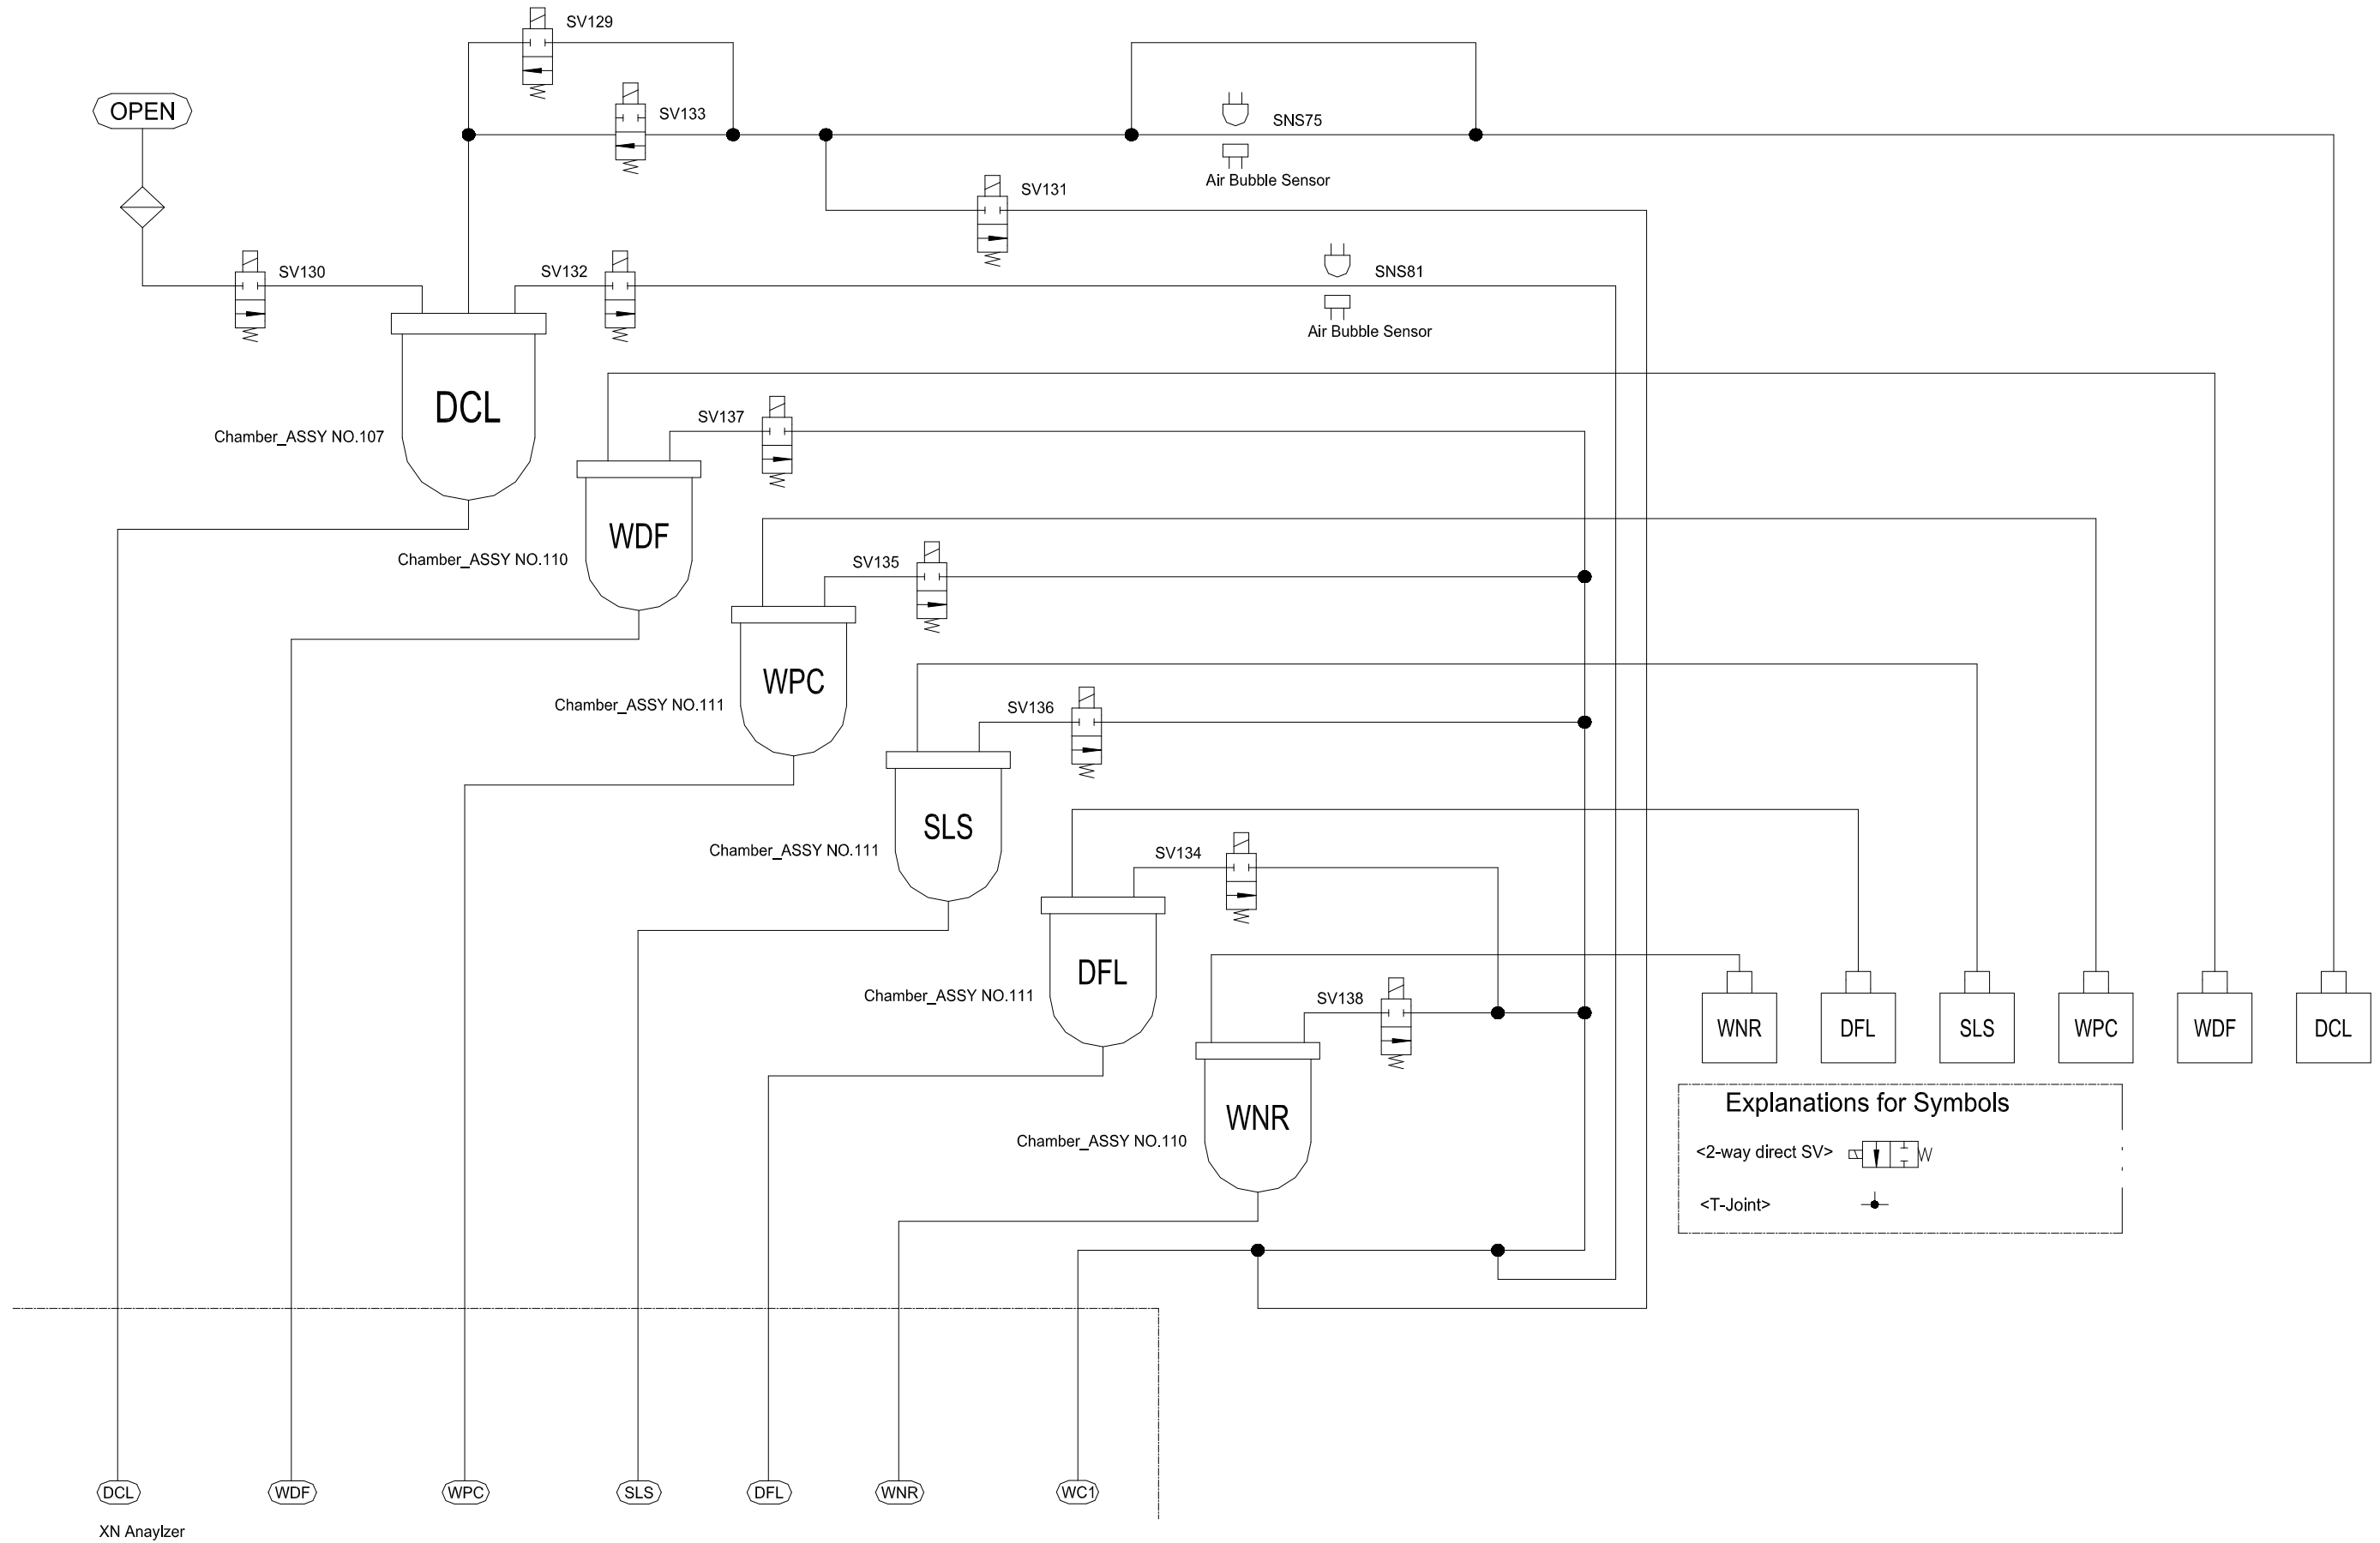 SV129
OPEN
SV133
SNS75
Air Bubble Sensor
SV131
SV130
SV132
SNS81
Air Bubble Sensor
DCL
Chamber_ASSY NO.107
SV137
WDF
Chamber_ASSY NO.110
SV135
WPC
Chamber_ASSY NO.111
SV136
SLS
Chamber_ASSY NO.111
SV134
DFL
Chamber_ASSY NO.111
SV138
WNR
DFL
SLS
WPC
WDF
DCL
WNR
Chamber_ASSY NO.110
Explanations for Symbols
<2-way direct SV>
<T-Joint>
DCL
WDF
WPC
SLS
DFL
WNR
WC1
XN Anaylzer